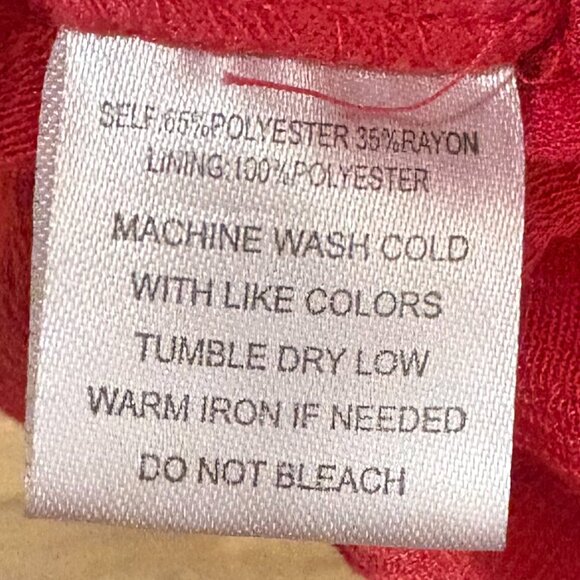 SELF:65%POLYESTER 35%RAYON
LINING:100%POLYESTER
MACHINE WASH COLD
WITH LIKE COLORS
TUMBLE DRY LOW
WARM IRON IF NEEDED
DO NOT BLEACH